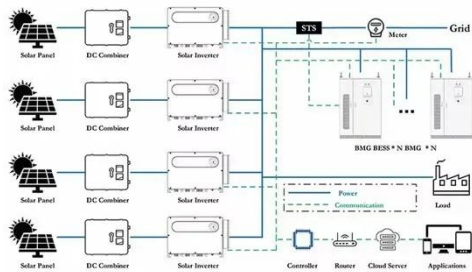 STS
Meter
Grid
Solar Panel
DC Combiner
Solar Inverter
Solar Panel
DC Combiner
Solar Inverter
BMG BESS * N BMG * N
Solar Panel
DC Combiner
Solar Inverter
Power
Communication
Load
Solar Panel
DC Combiner
Solar Inverter
Controller
Router
Cloud Server
Applications